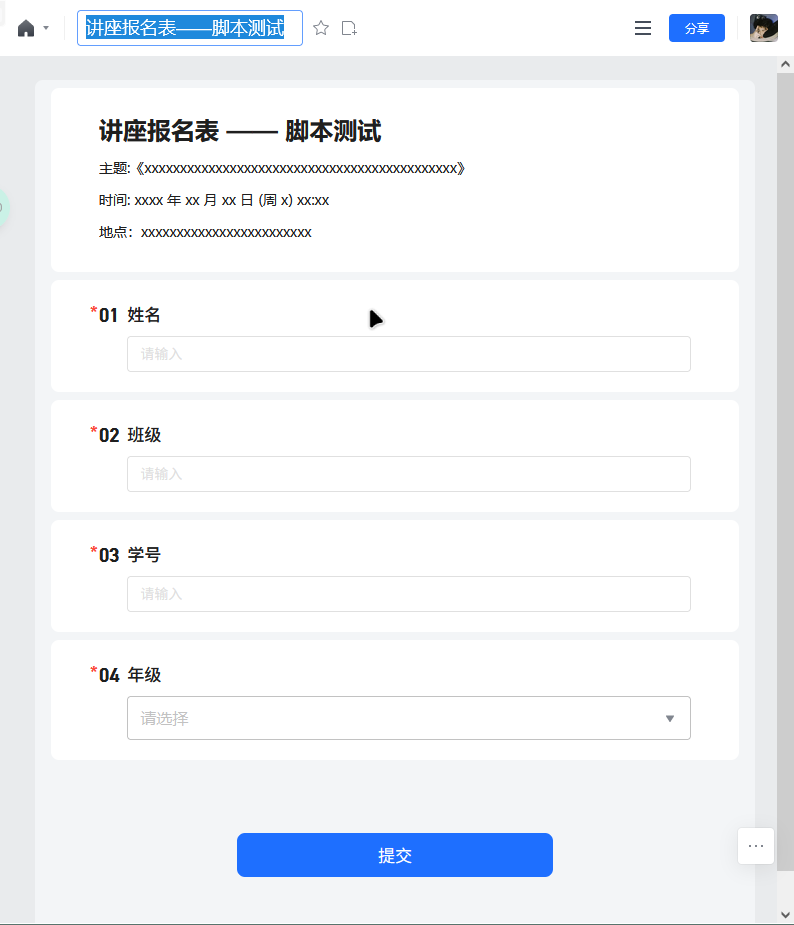 讲座报名表——脚本测试
分享
讲座报名表 —— 脚本测试
主题:《xxxxxxxxxxxxxxxxxxxxxxxxxxxxxxxxxxxxxxxxxxxxx》
时间: xxxx 年 xx 月 xx 日 (周 x) xx:xx
地点：xxxxxxxxxxxxxxxxxxxxxxxx
*01 姓名
请输入
*02 班级
请输入
*03 学号
请输入
*04 年级
请选择
提交